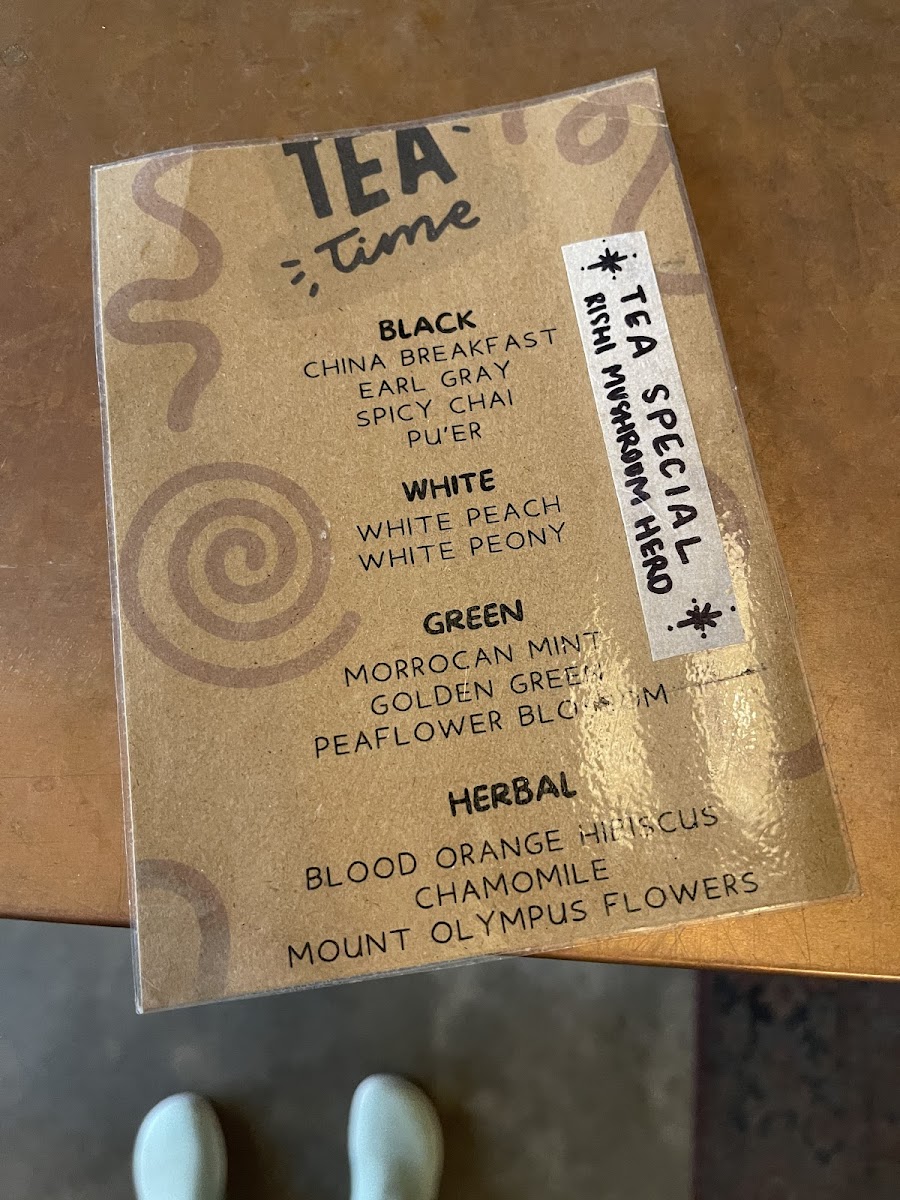 TEA
Time
BLACK
CHINA BREAKFAST
EARL GRAY
SPICY CHAI
PU'ER
WHITE
WHITE PEACH
WHITE PEONY
GREEN
MORROCAN MINT
GOLDEN GREEN
PEAFLOWER BLOSSOM
HERBAL
BLOOD ORANGE HIBISCUS
CHAMOMILE
MOUNT OLYMPUS FLOWERS
TEA SPECIAL
RISHI MUSHROOM HERO